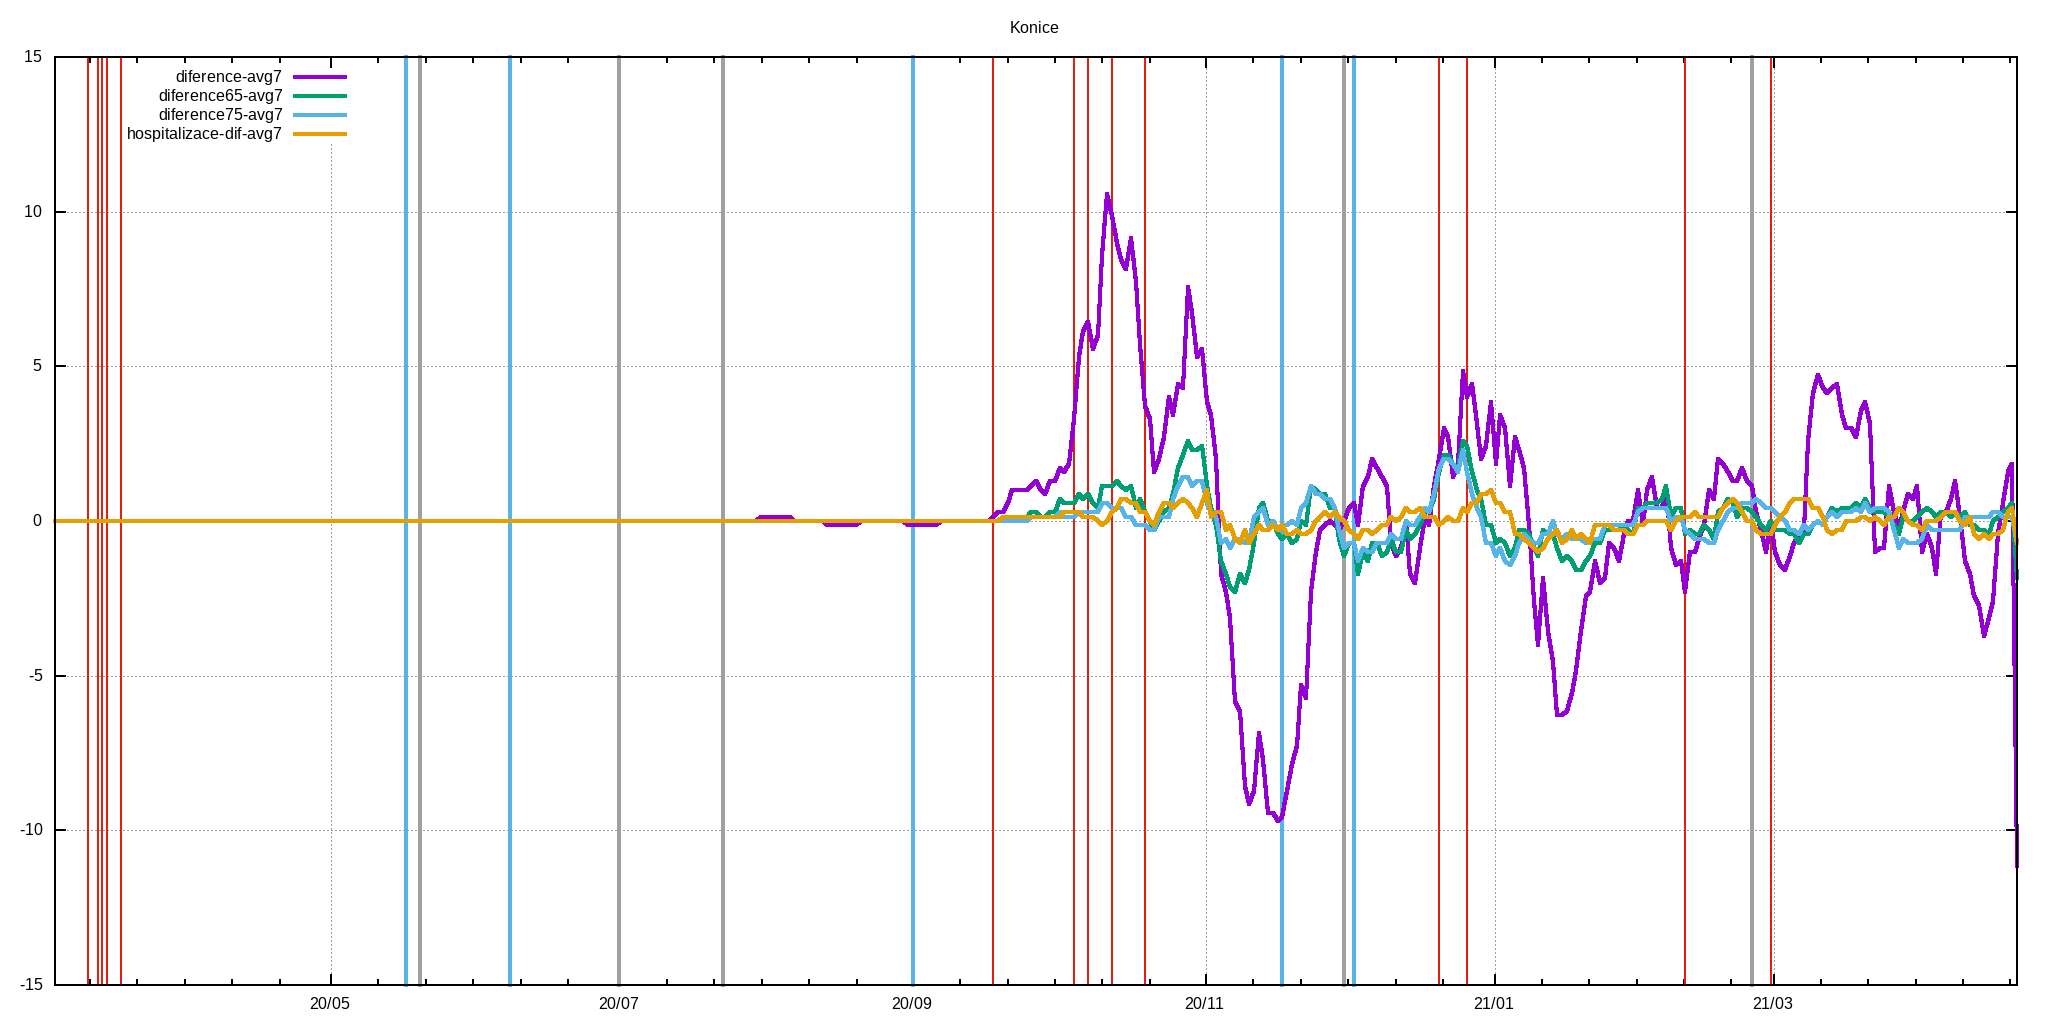 Konice
15
diference-avg7
diference65-avg7
diference75-avg7
hospitalizace-dif-avg7
10
5
0
-5
-10
-15
20/05
20/07
20/09
20/11
21/01
21/03